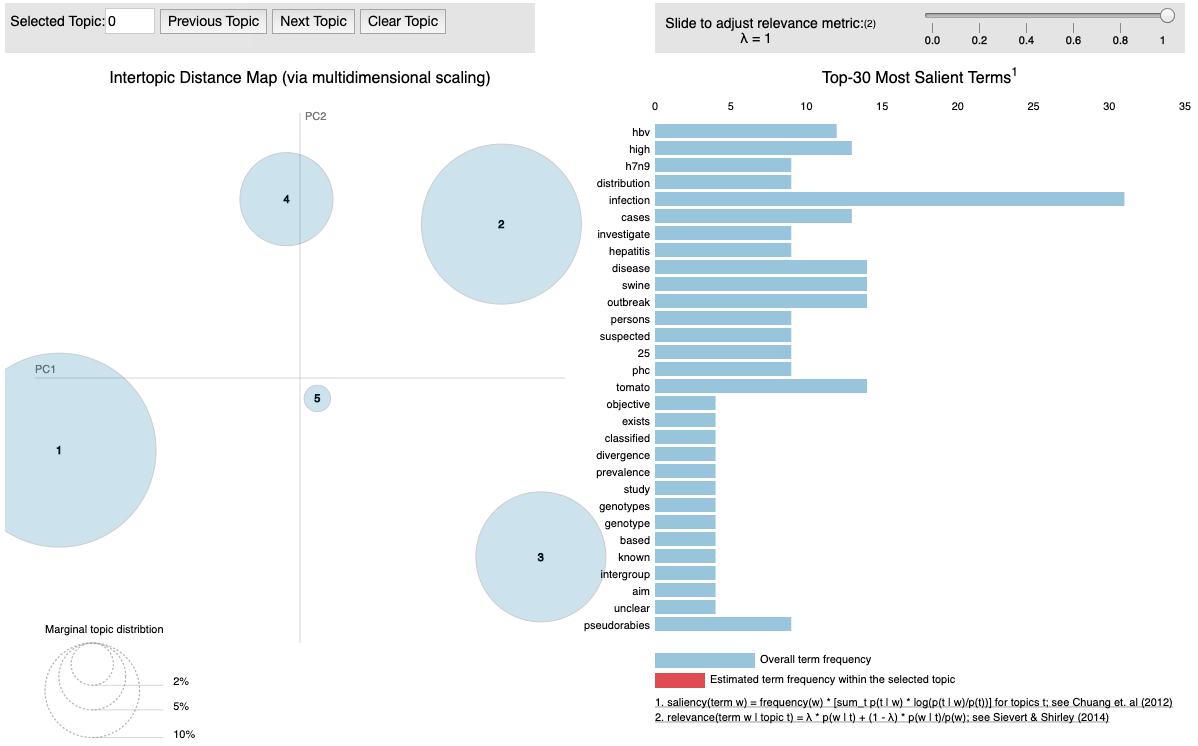 Selected Topic: 0 Previous Topic Next Topic Clear Topic
Slide to adjust relevance metric:(2)
λ = 1
0.0 0.2 0.4 0.6 0.8 1
Intertopic Distance Map (via multidimensional scaling)
PC2
PC1
4
2
5
1
3
Marginal topic distribtion
2%
5%
10%
Top-30 Most Salient Terms1
0 5 10 15 20 25 30 35
hbv
high
h7n9
distribution
infection
cases
investigate
hepatitis
disease
swine
outbreak
persons
suspected
25
phc
tomato
objective
exists
classified
divergence
prevalence
study
genotypes
genotype
based
known
intergroup
aim
unclear
pseudorabies
Overall term frequency
Estimated term frequency within the selected topic
1. saliency(term w) = frequency(w) * [sum_t p(t | w) * log(p(t | w)/p(t))] for topics t; see Chuang et. al (2012)
2. relevance(term w | topic t) = λ * p(w | t) + (1 - λ) * p(w | t)/p(w); see Sievert & Shirley (2014)